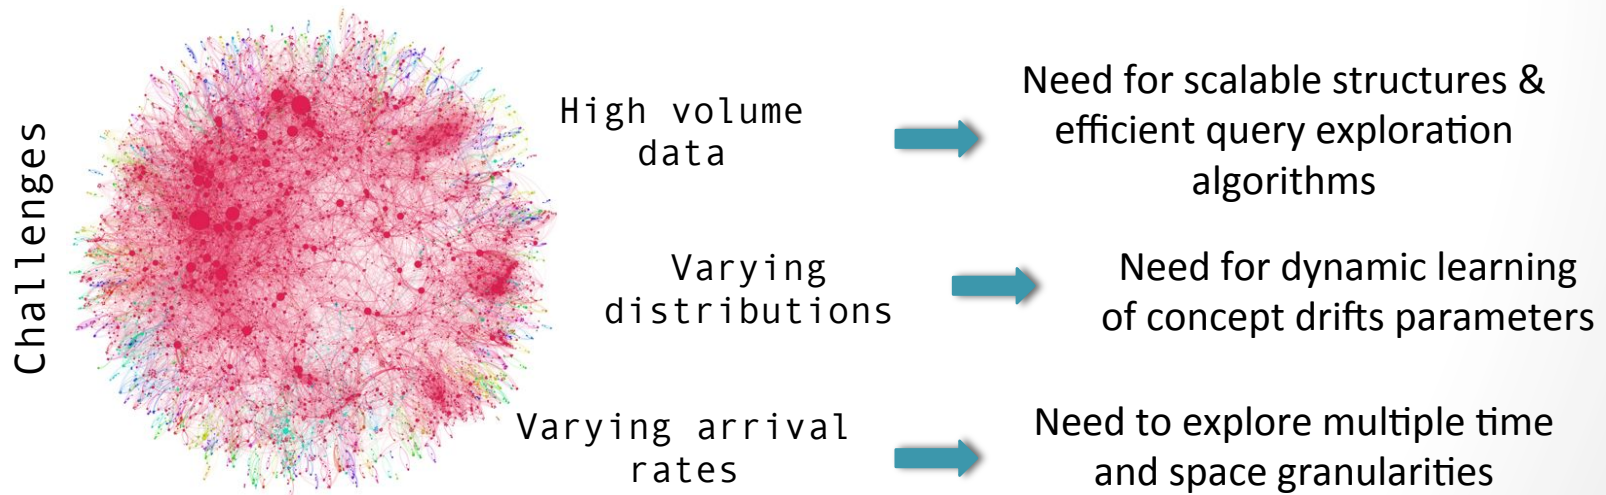 Challenges
High volume
data
Need for scalable structures &
efficient query exploration
algorithms
Varying
distributions
Need for dynamic learning
of concept drifts parameters
Varying arrival
rates
Need to explore multiple time
and space granularities